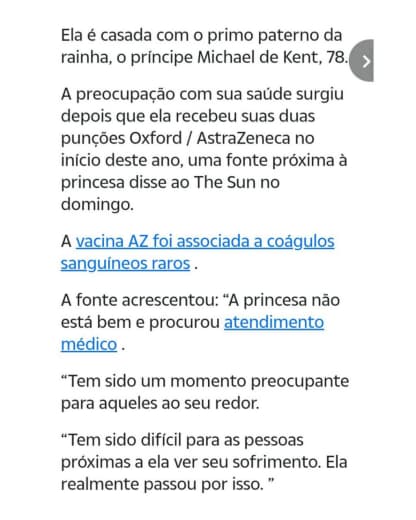 Ela é casada com o primo paterno da
rainha, o príncipe Michael de Kent, 78.
A preocupação com sua saúde surgiu
depois que ela recebeu suas duas
punções Oxford / AstraZeneca no
início deste ano, uma fonte próxima à
princesa disse ao The Sun no
domingo.
A vacina AZ foi associada a coágulos
sanguíneos raros .
A fonte acrescentou: “A princesa não
está bem e procurou atendimento
médico .
“Tem sido um momento preocupante
para aqueles ao seu redor.
“Tem sido difícil para as pessoas
próximas a ela ver seu sofrimento. Ela
realmente passou por isso. ”